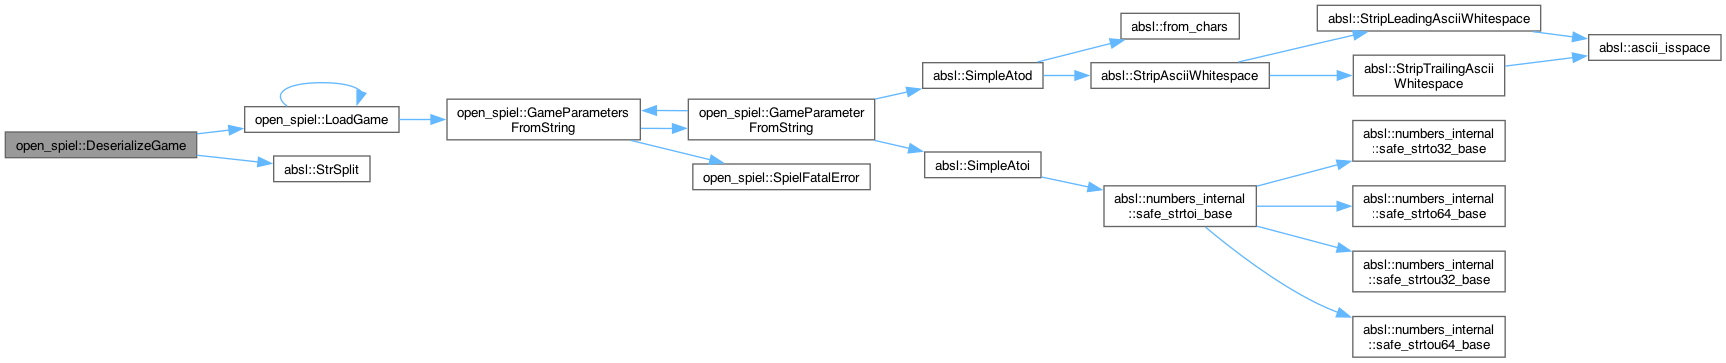 open_spiel::DeserializeGame
open_spiel::LoadGame
absl::StrSplit
open_spiel::GameParameters
FromString
open_spiel::GameParameter
FromString
open_spiel::SpielFatalError
absl::SimpleAtod
absl::SimpleAtoi
absl::from_chars
absl::StripAsciiWhitespace
absl::numbers_internal
::safe_strtoi_base
absl::StripLeadingAsciiWhitespace
absl::StripTrailingAscii
Whitespace
absl::numbers_internal
::safe_strto32_base
absl::numbers_internal
::safe_strto64_base
absl::numbers_internal
::safe_strtou32_base
absl::numbers_internal
::safe_strtou64_base
absl::ascii_isspace